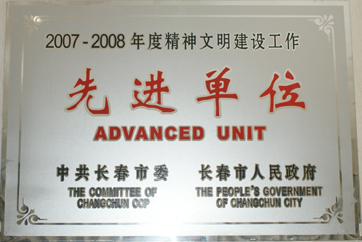 2007-2008年度精神文明建设工作
先进单位
ADVANCED UNIT
中共长春市委 长春市人民政府
THE COMMITTEE OF THE PEOPLE'S GOVERNMENT
CHANGCHUN COP OF CHANGCHUN CITY